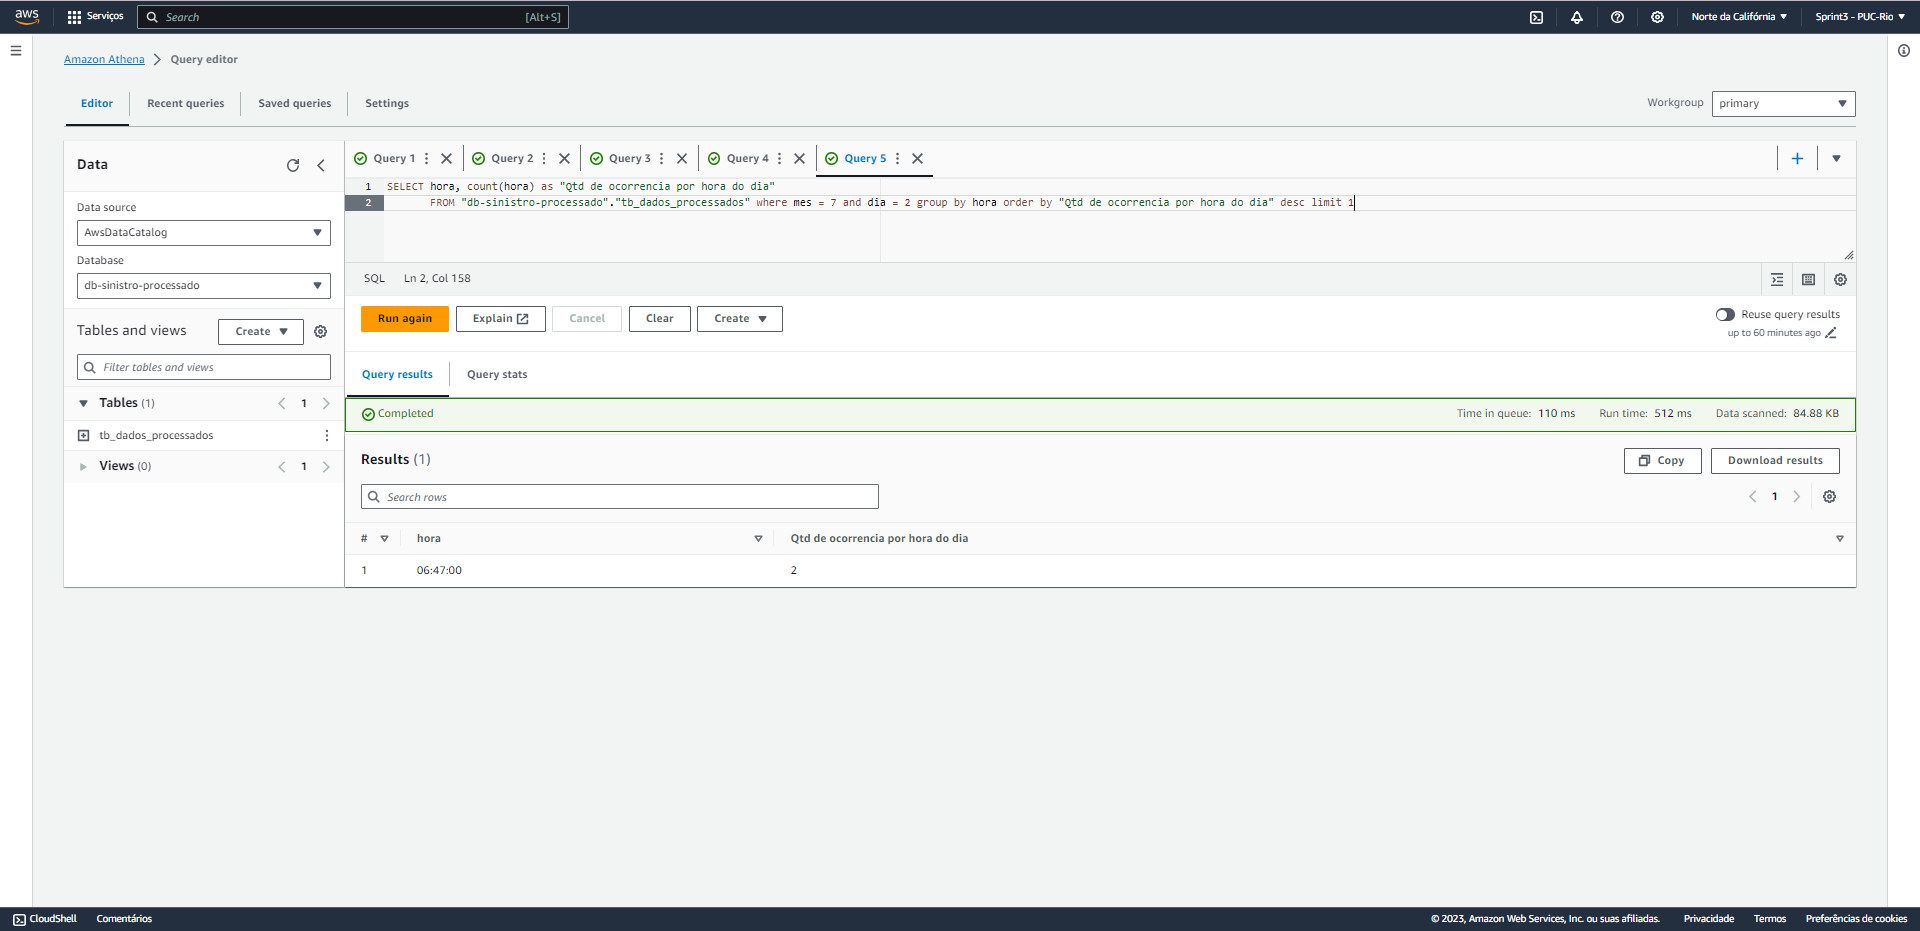 aws
Serviços
Search [Alt+S]
Norte da Califórnia
Sprint3 - PUC-Rio
Amazon Athena
Query editor
Editor
Recent queries
Saved queries
Settings
Workgroup
primary
Data
Data source
AwsDataCatalog
Database
db-sinistro-processado
Tables and views
Create
Filter tables and views
Tables (1)
1
tb_dados_processados
Views (0)
1
Query 1
Query 2
Query 3
Query 4
Query 5
1 SELECT hora, count(hora) as "Qtd de ocorrencia por hora do dia"
2 FROM "db-sinistro-processado"."tb_dados_processados" where mes = 7 and dia = 2 group by hora order by "Qtd de ocorrencia por hora do dia" desc limit 1
SQL
Ln 2, Col 158
Run again
Explain
Cancel
Clear
Create
Reuse query results
up to 60 minutes ago
Query results
Query stats
Completed
Time in queue: 110 ms
Run time: 512 ms
Data scanned: 84.88 KB
Results (1)
Copy
Download results
Search rows
1
# hora Qtd de ocorrencia por hora do dia
1 06:47:00 2
CloudShell
Comentários
© 2023, Amazon Web Services, Inc. ou suas afiliadas.
Privacidade
Termos
Preferências de cookies